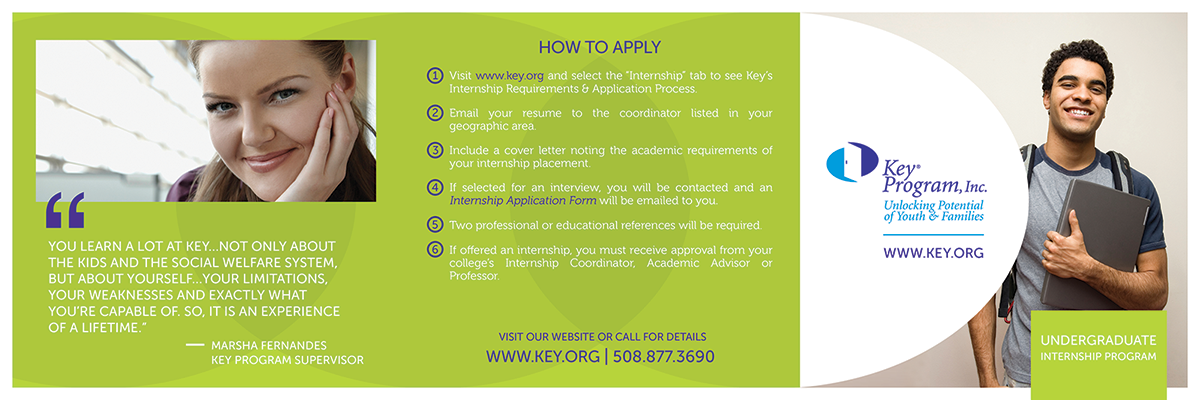 “
YOU LEARN A LOT AT KEY...NOT ONLY ABOUT
THE KIDS AND THE SOCIAL WELFARE SYSTEM,
BUT ABOUT YOURSELF...YOUR LIMITATIONS,
YOUR WEAKNESSES AND EXACTLY WHAT
YOU’RE CAPABLE OF. SO, IT IS AN EXPERIENCE
OF A LIFETIME.”
— MARSHA FERNANDES
KEY PROGRAM SUPERVISOR
HOW TO APPLY
1 Visit www.key.org and select the “Internship” tab to see Key’s
Internship Requirements & Application Process.
2 Email your resume to the coordinator listed in your
geographic area.
3 Include a cover letter noting the academic requirements of
your internship placement.
4 If selected for an interview, you will be contacted and an
Internship Application Form will be emailed to you.
5 Two professional or educational references will be required.
6 If offered an internship, you must receive approval from your
college’s Internship Coordinator, Academic Advisor or
Professor.
VISIT OUR WEBSITE OR CALL FOR DETAILS
WWW.KEY.ORG | 508.877.3690
Key®
Program, Inc.
Unlocking Potential
of Youth & Families
WWW.KEY.ORG
UNDERGRADUATE
INTERNSHIP PROGRAM